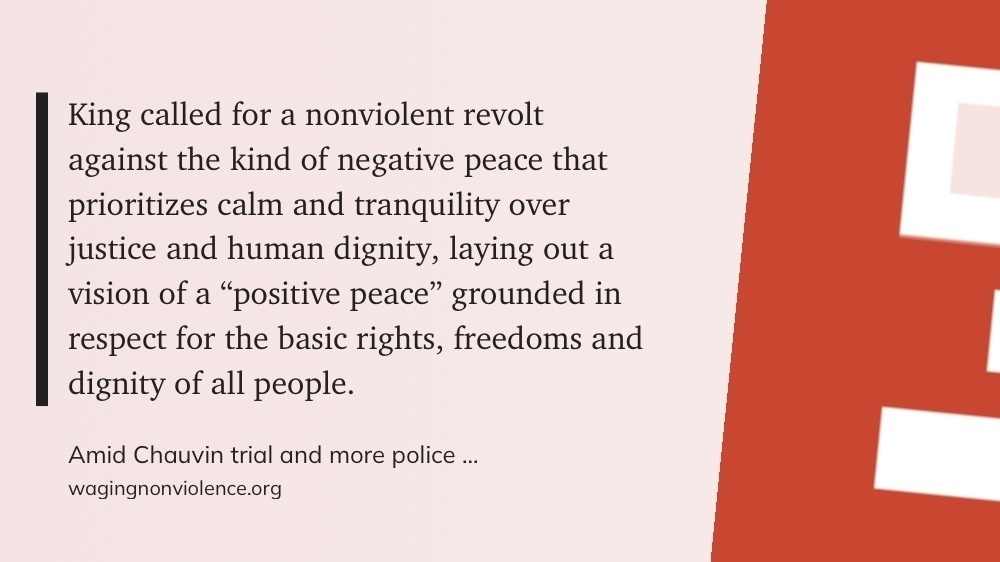 King called for a nonviolent revolt
against the kind of negative peace that
prioritizes calm and tranquility over
justice and human dignity, laying out a
vision of a “positive peace” grounded in
respect for the basic rights, freedoms and
dignity of all people.
Amid Chauvin trial and more police ...
wagingnonviolence.org